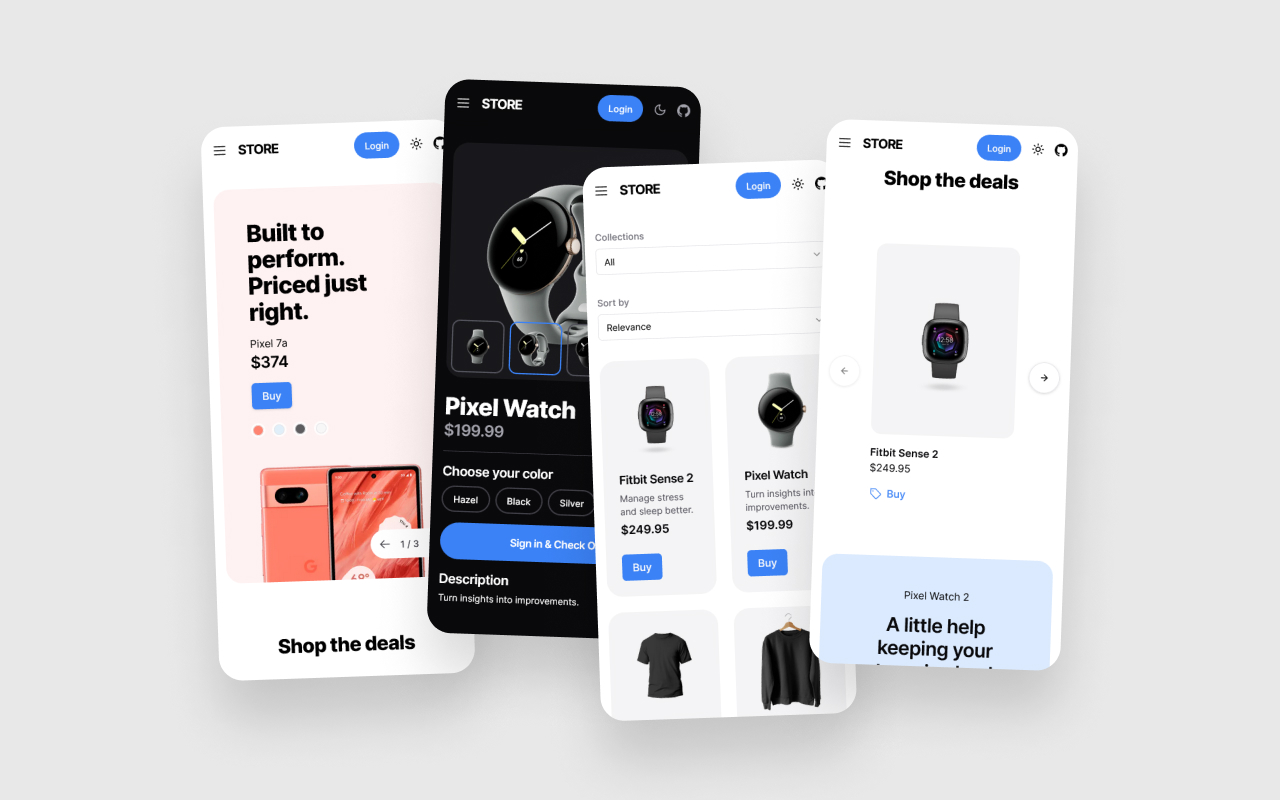 STORE
Login
Built to
perform.
Priced just
right.
Pixel 7a
$374
Buy
G
1 / 3
Shop the deals
STORE
Login
Pixel Watch
$199.99
Choose your color
Hazel
Black
Silver
Sign in & Check O
Description
Turn insights into improvements.
STORE
Login
Collections
All
Sort by
Relevance
Fitbit Sense 2
Manage stress
and sleep better.
$249.95
Buy
Pixel Watch
Turn insights int
improvements.
$199.99
Buy
STORE
Login
Shop the deals
12:58
Fitbit Sense 2
$249.95
Buy
Pixel Watch 2
A little help
keeping your